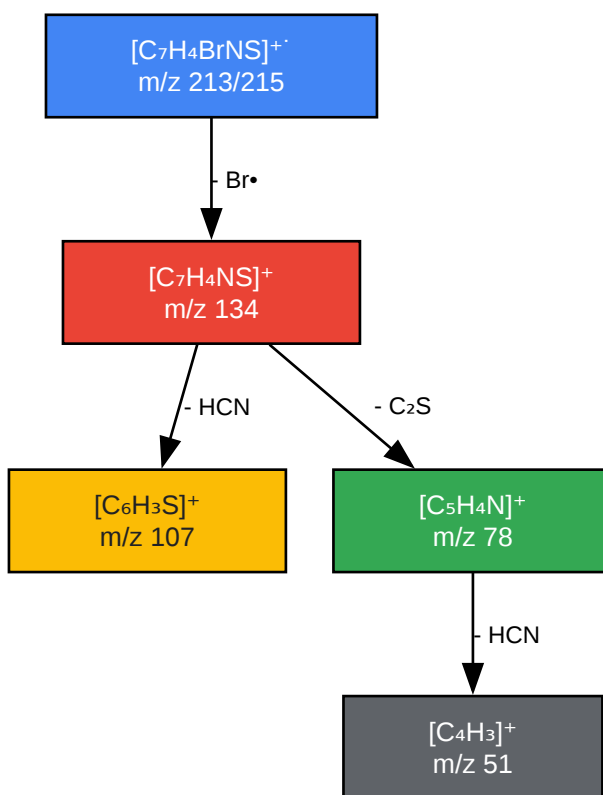 [C₇H₄BrNS]⁺˙
m/z 213/215
- Br•
[C₇H₄NS]⁺
m/z 134
- HCN
- C₂S
[C₆H₃S]⁺
m/z 107
[C₅H₄N]⁺
m/z 78
- HCN
[C₄H₃]⁺
m/z 51